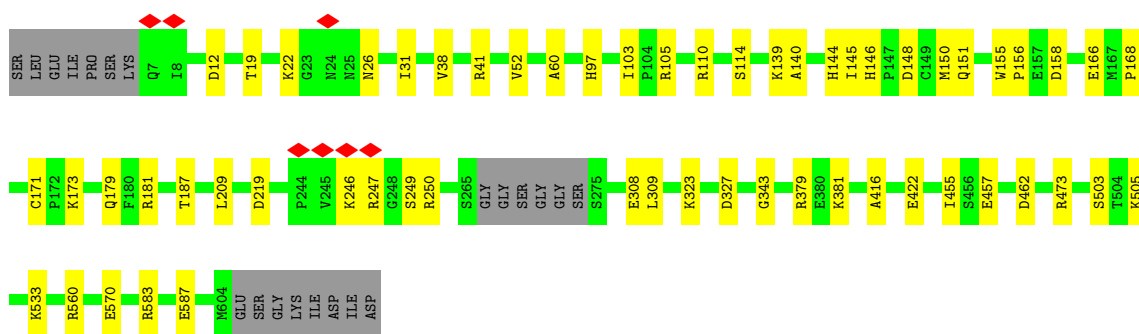 SER LEU GLU ILE PRO SER LYS Q7 I8 D12 T19 K22 G23 N24 N25 N26 I31 V38 R41 V52 A60 H97 I103 P104 R105 R110 S114 K139 A140 H144 I145 H146 P147 D148 C149 M150 Q151 W155 P156 E157 D158 E166 M167 P168
C171 P172 K173 Q179 F180 R181 T187 L209 D219 P244 V245 K246 R247 G248 S249 R250 S265 GLY GLY SER GLY GLY SER S275 E308 L309 K323 D327 G343 R379 E380 K381 A416 E422 I455 S456 E457 D462 R473 S503 T504 K505
K533 R560 E570 R583 E587 M604 GLU SER GLY LYS ILE ASP ILE ASP